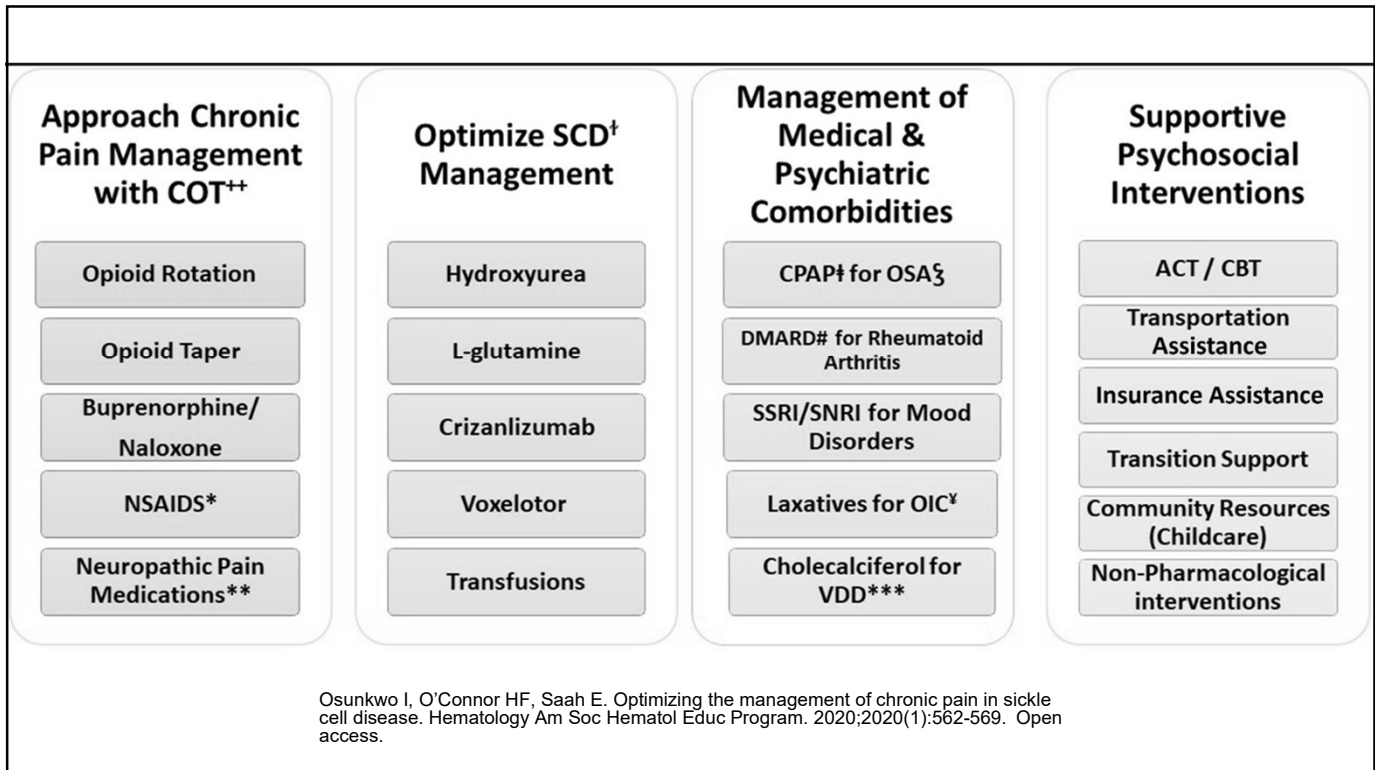 Approach Chronic
Pain Management
with COT⁺⁺
Opioid Rotation
Opioid Taper
Buprenorphine/
Naloxone
NSAIDS*
Neuropathic Pain
Medications**
Optimize SCDƚ
Management
Hydroxyurea
L-glutamine
Crizanlizumab
Voxelotor
Transfusions
Management of
Medical &
Psychiatric
Comorbidities
CPAPǂ for OSA§
DMARD# for Rheumatoid
Arthritis
SSRI/SNRI for Mood
Disorders
Laxatives for OIC¥
Cholecalciferol for
VDD***
Supportive
Psychosocial
Interventions
ACT / CBT
Transportation
Assistance
Insurance Assistance
Transition Support
Community Resources
(Childcare)
Non-Pharmacological
interventions
Osunkwo I, O’Connor HF, Saah E. Optimizing the management of chronic pain in sickle
cell disease. Hematology Am Soc Hematol Educ Program. 2020;2020(1):562-569. Open
access.